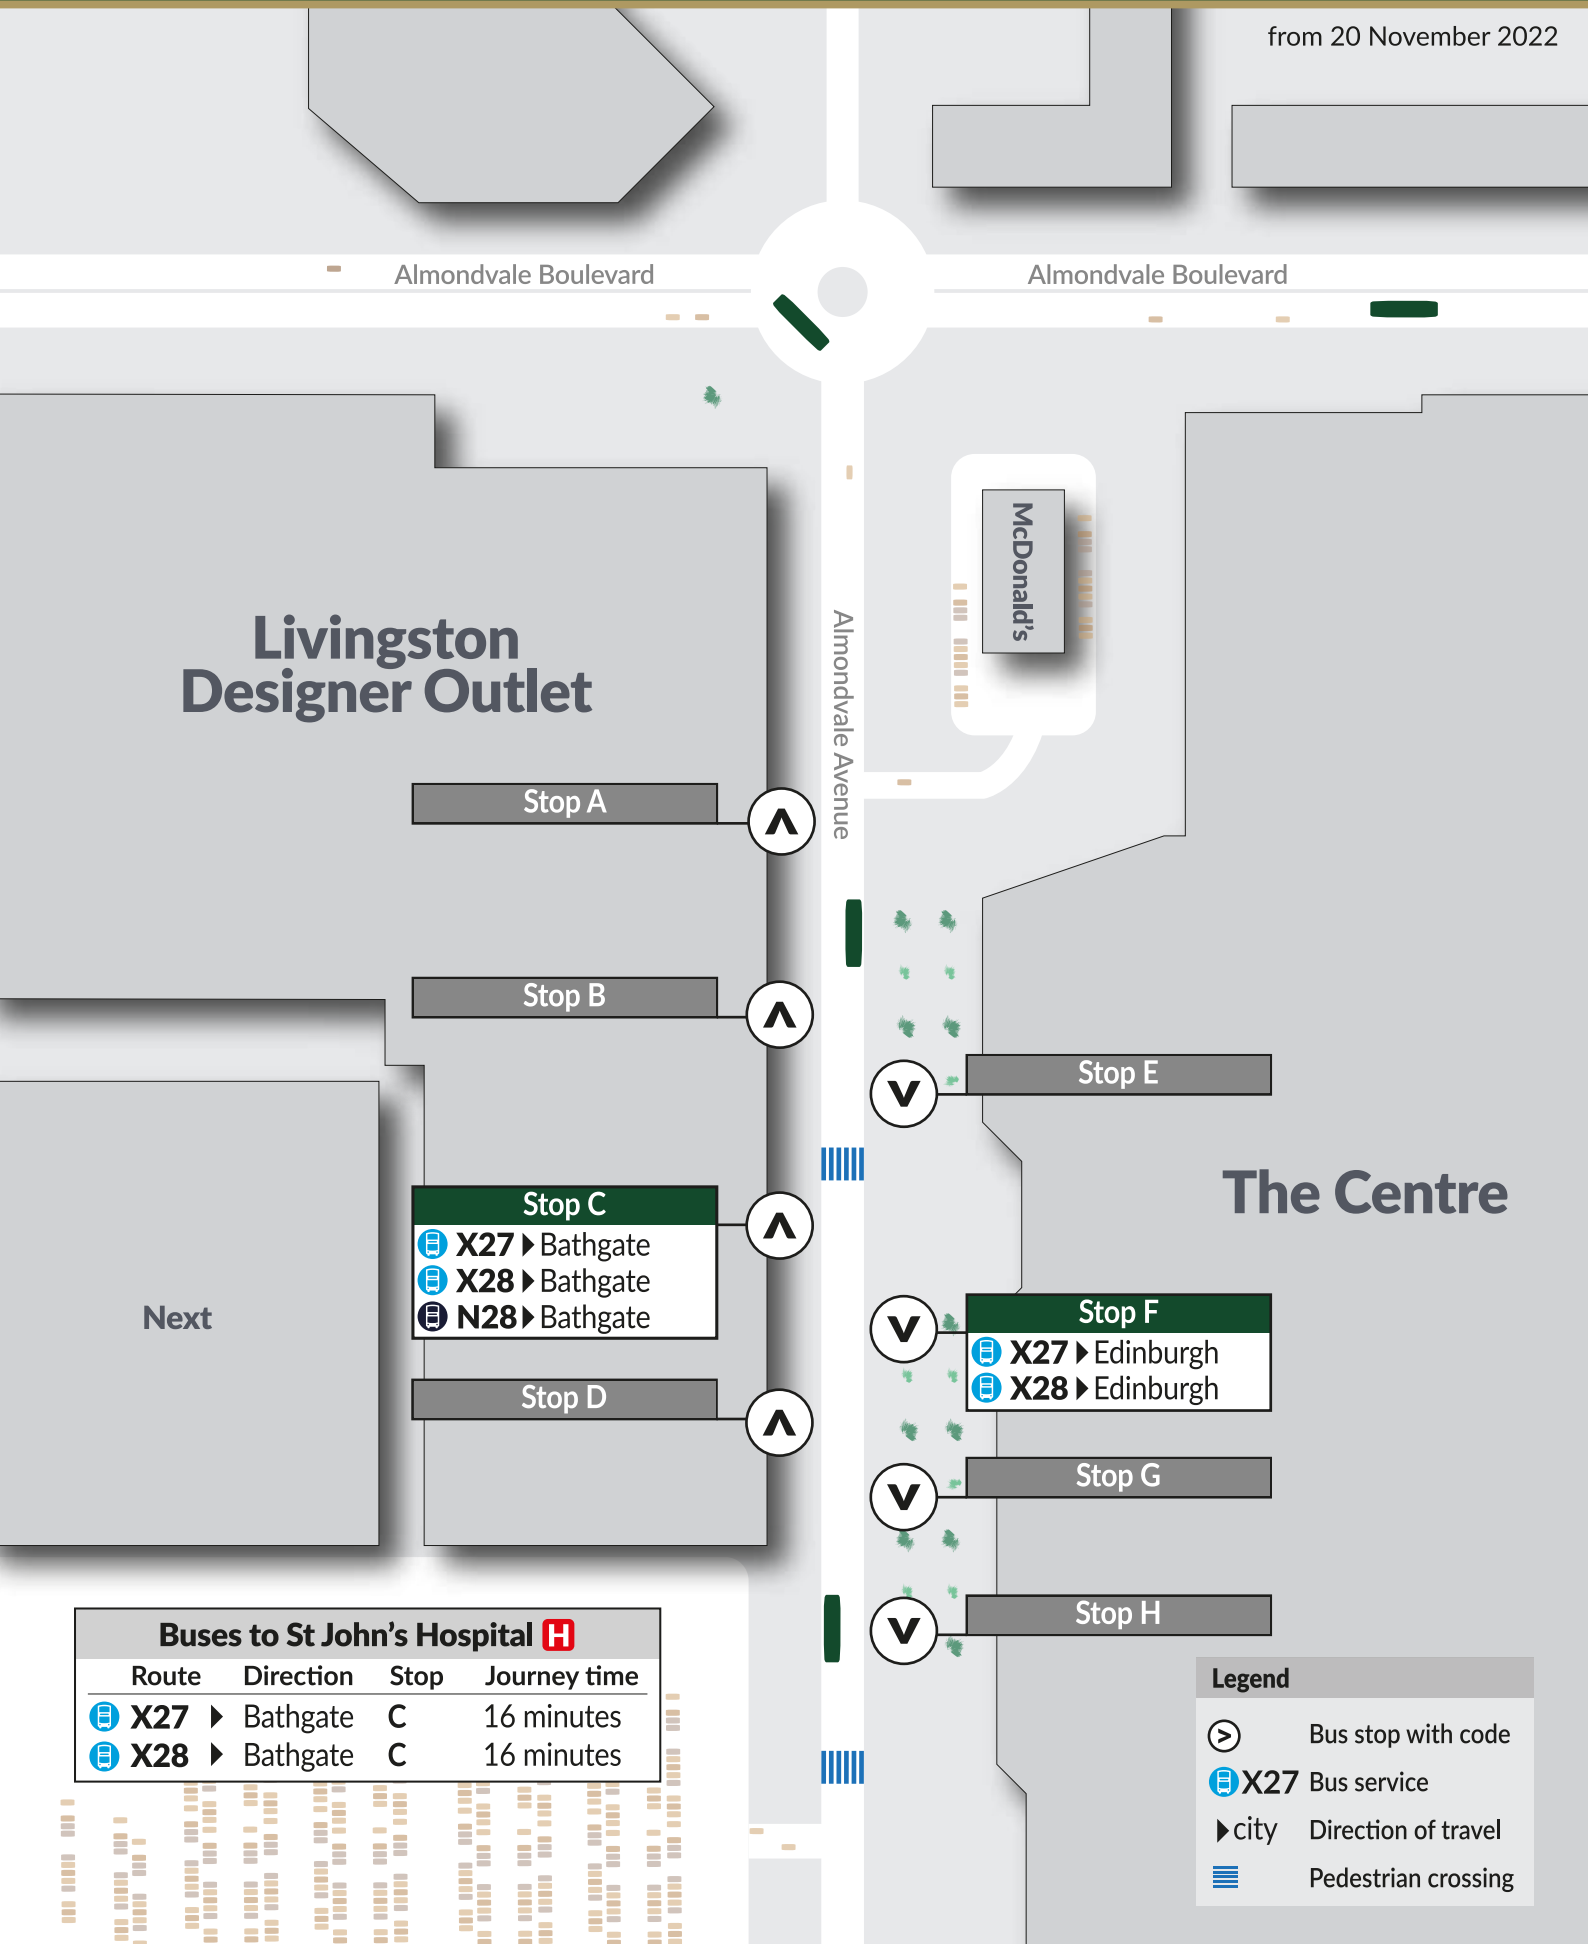 from 20 November 2022
Almondvale Boulevard
Almondvale Boulevard
McDonald's
Livingston
Designer Outlet
Almondvale Avenue
Stop A
Stop B
Stop E
The Centre
Stop C
X27 Bathgate
X28 Bathgate
N28 Bathgate
Next
Stop F
X27 Edinburgh
X28 Edinburgh
Stop D
Stop G
Stop H
Buses to St John's Hospital H
Route Direction Stop Journey time
X27 Bathgate C 16 minutes
X28 Bathgate C 16 minutes
Legend
Bus stop with code
X27 Bus service
city Direction of travel
Pedestrian crossing